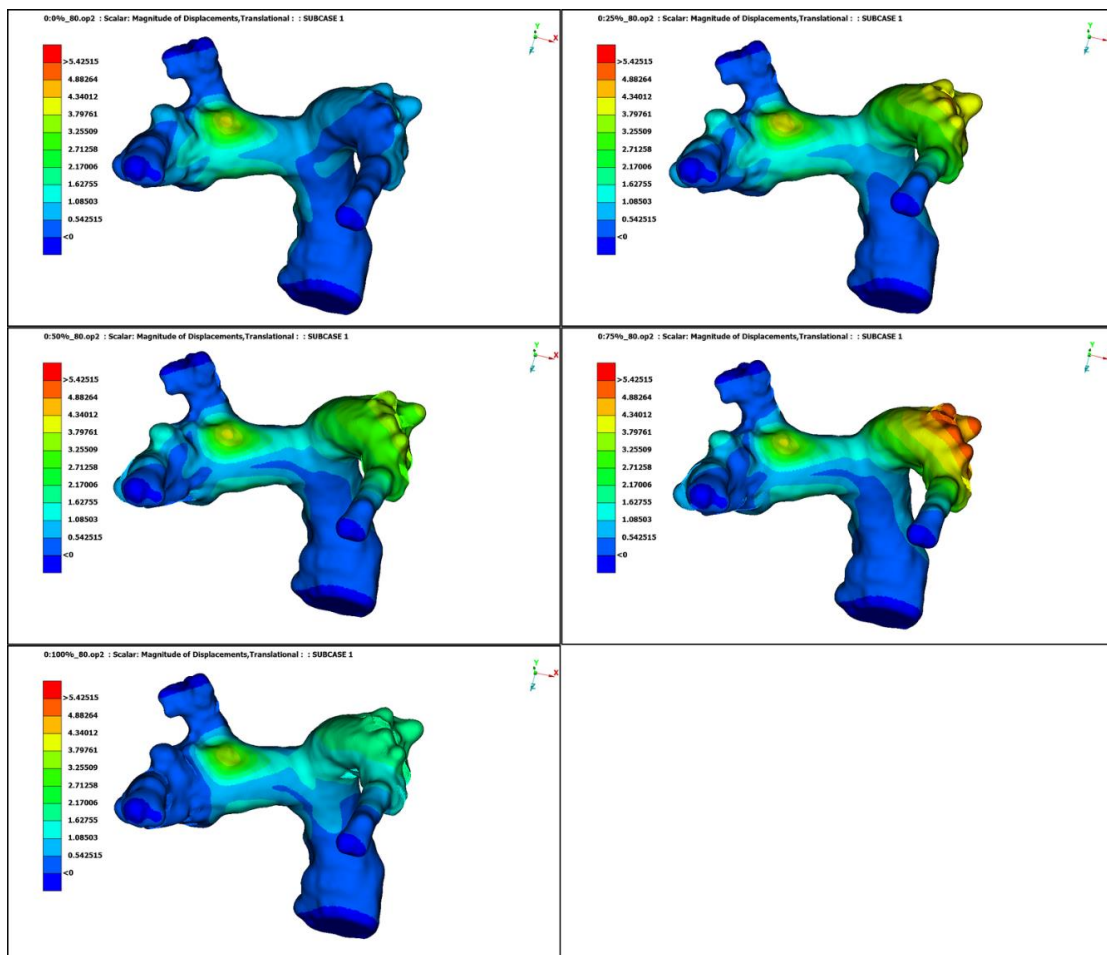 0:0%_80.op2 : Scalar: Magnitude of Displacements,Translational : : SUBCASE 1
>5.42515
4.88264
4.34012
3.79761
3.25509
2.71258
2.17006
1.62755
1.08503
0.542515
<0
Y
X
Z
0:25%_80.op2 : Scalar: Magnitude of Displacements,Translational : : SUBCASE 1
>5.42515
4.88264
4.34012
3.79761
3.25509
2.71258
2.17006
1.62755
1.08503
0.542515
<0
Y
X
Z
0:50%_80.op2 : Scalar: Magnitude of Displacements,Translational : : SUBCASE 1
>5.42515
4.88264
4.34012
3.79761
3.25509
2.71258
2.17006
1.62755
1.08503
0.542515
<0
Y
X
Z
0:75%_80.op2 : Scalar: Magnitude of Displacements,Translational : : SUBCASE 1
>5.42515
4.88264
4.34012
3.79761
3.25509
2.71258
2.17006
1.62755
1.08503
0.542515
<0
Y
X
Z
0:100%_80.op2 : Scalar: Magnitude of Displacements,Translational : : SUBCASE 1
>5.42515
4.88264
4.34012
3.79761
3.25509
2.71258
2.17006
1.62755
1.08503
0.542515
<0
Y
X
Z